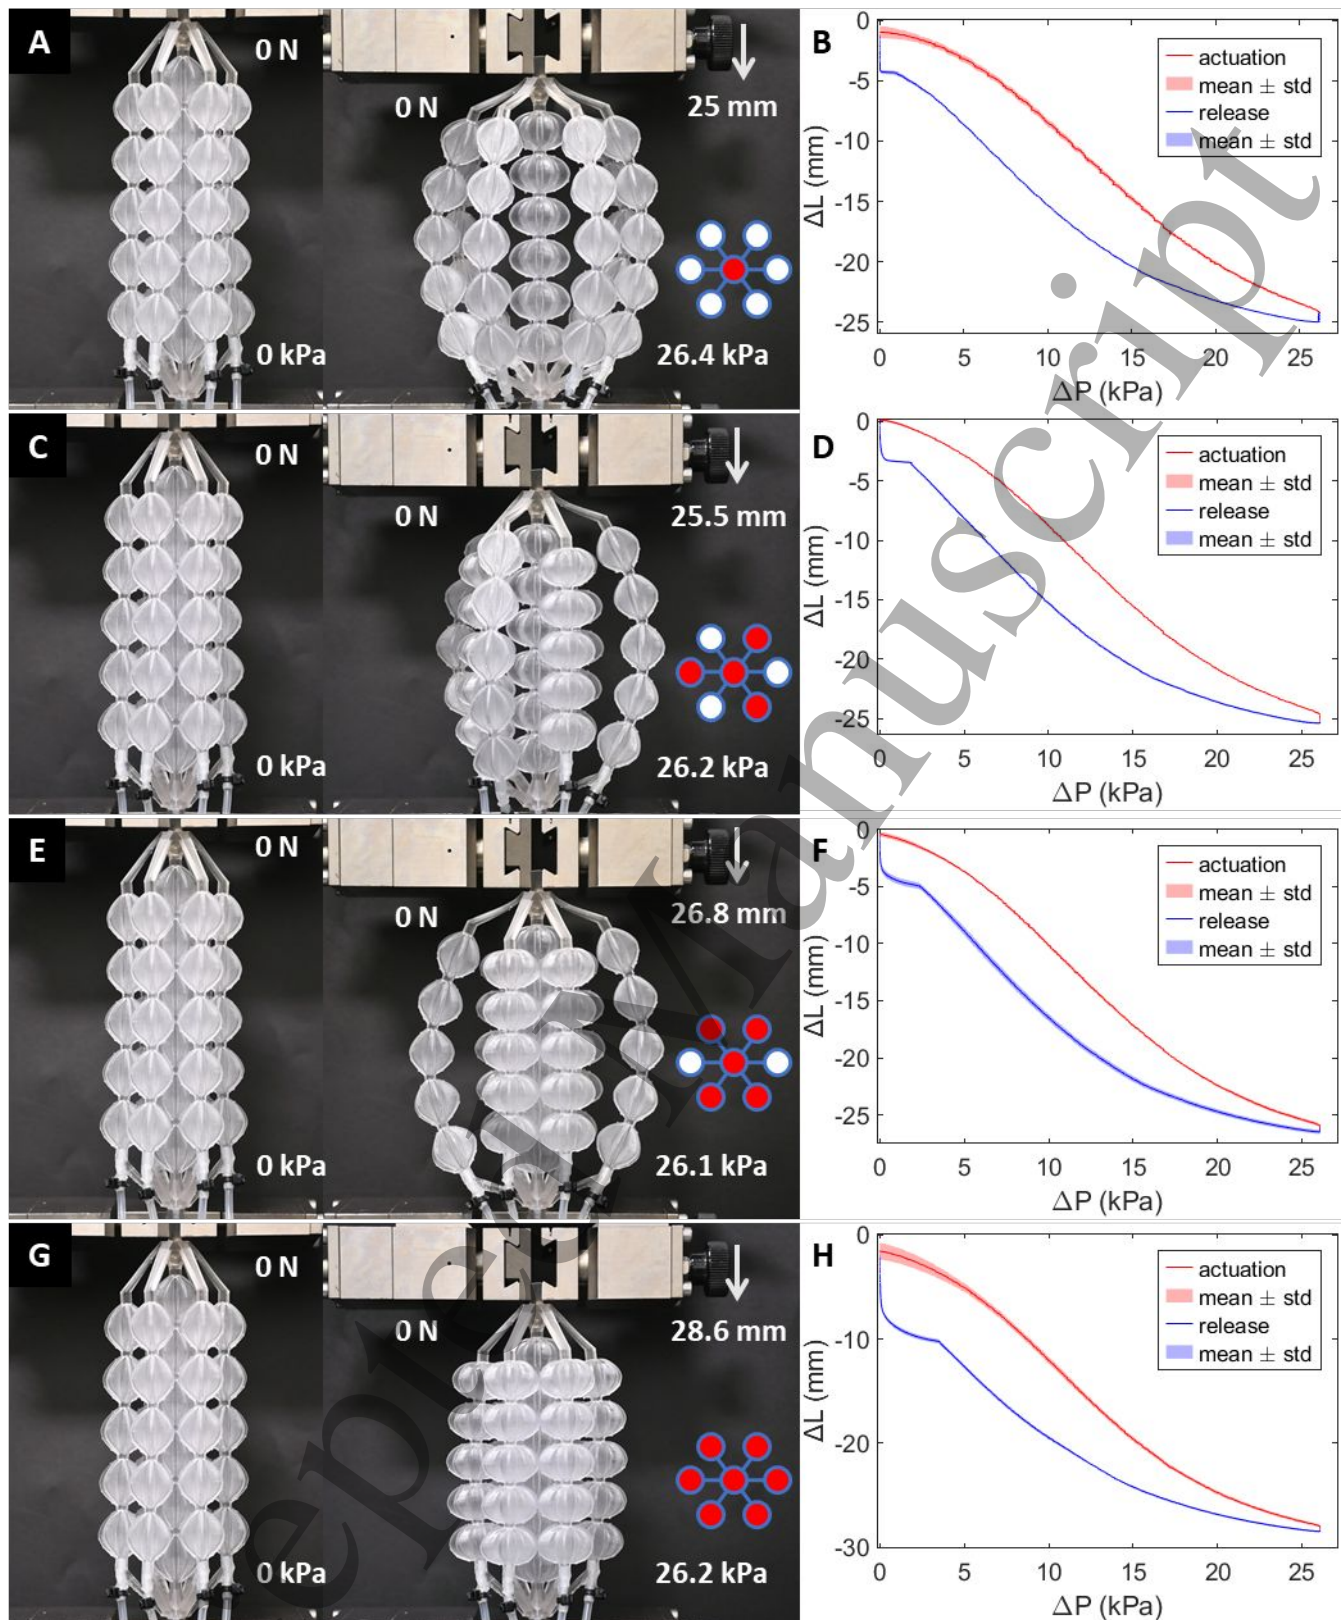 A
0 N
0 kPa
0 N
25 mm
26.4 kPa
B
0
-5
-10
-15
-20
-25
ΔL (mm)
actuation
mean ± std
release
mean ± std
0 5 10 15 20 25
ΔP (kPa)
C
0 N
0 kPa
0 N
25.5 mm
26.2 kPa
D
0
-5
-10
-15
-20
-25
ΔL (mm)
actuation
mean ± std
release
mean ± std
0 5 10 15 20 25
ΔP (kPa)
E
0 N
0 kPa
0 N
26.8 mm
26.1 kPa
F
0
-5
-10
-15
-20
-25
ΔL (mm)
actuation
mean ± std
release
mean ± std
0 5 10 15 20 25
ΔP (kPa)
G
0 N
0 kPa
0 N
28.6 mm
26.2 kPa
H
0
-10
-20
-30
ΔL (mm)
actuation
mean ± std
release
mean ± std
0 5 10 15 20 25
ΔP (kPa)
epted Manuscript